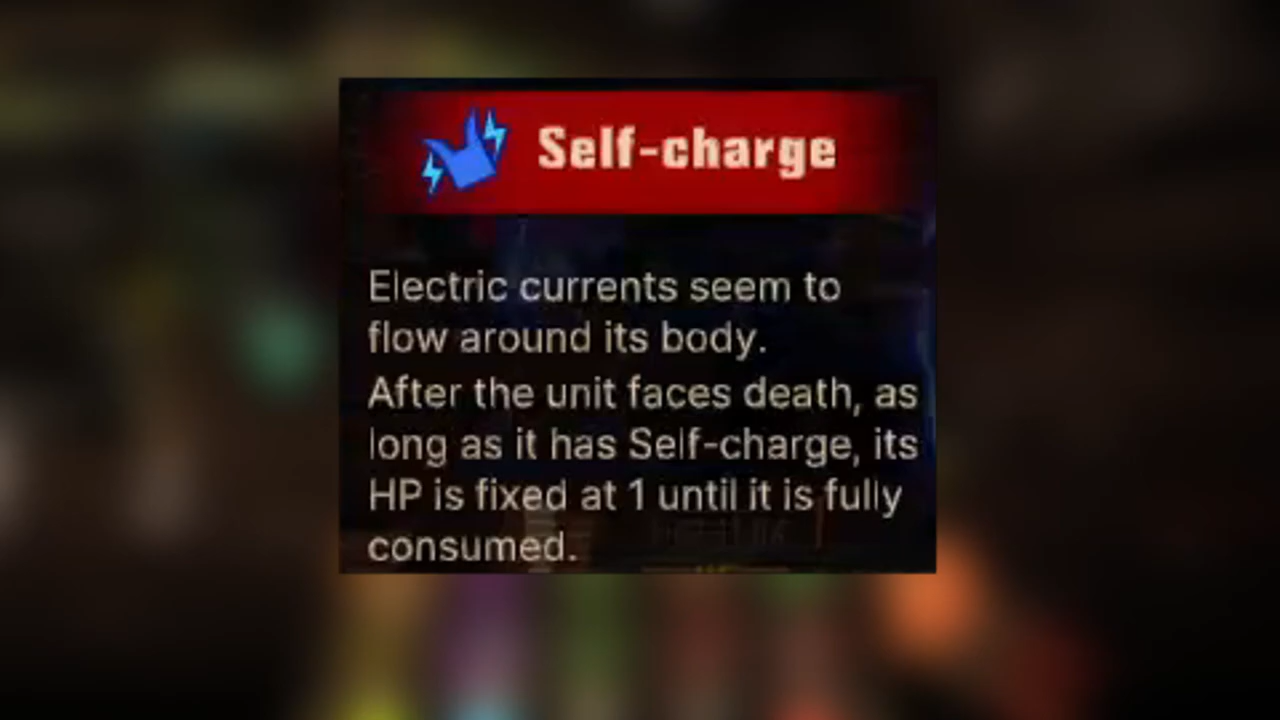 Self-charge
Electric currents seem to
flow around its body.
After the unit faces death, as
long as it has Self-charge, its
HP is fixed at 1 until it is fully
consumed.